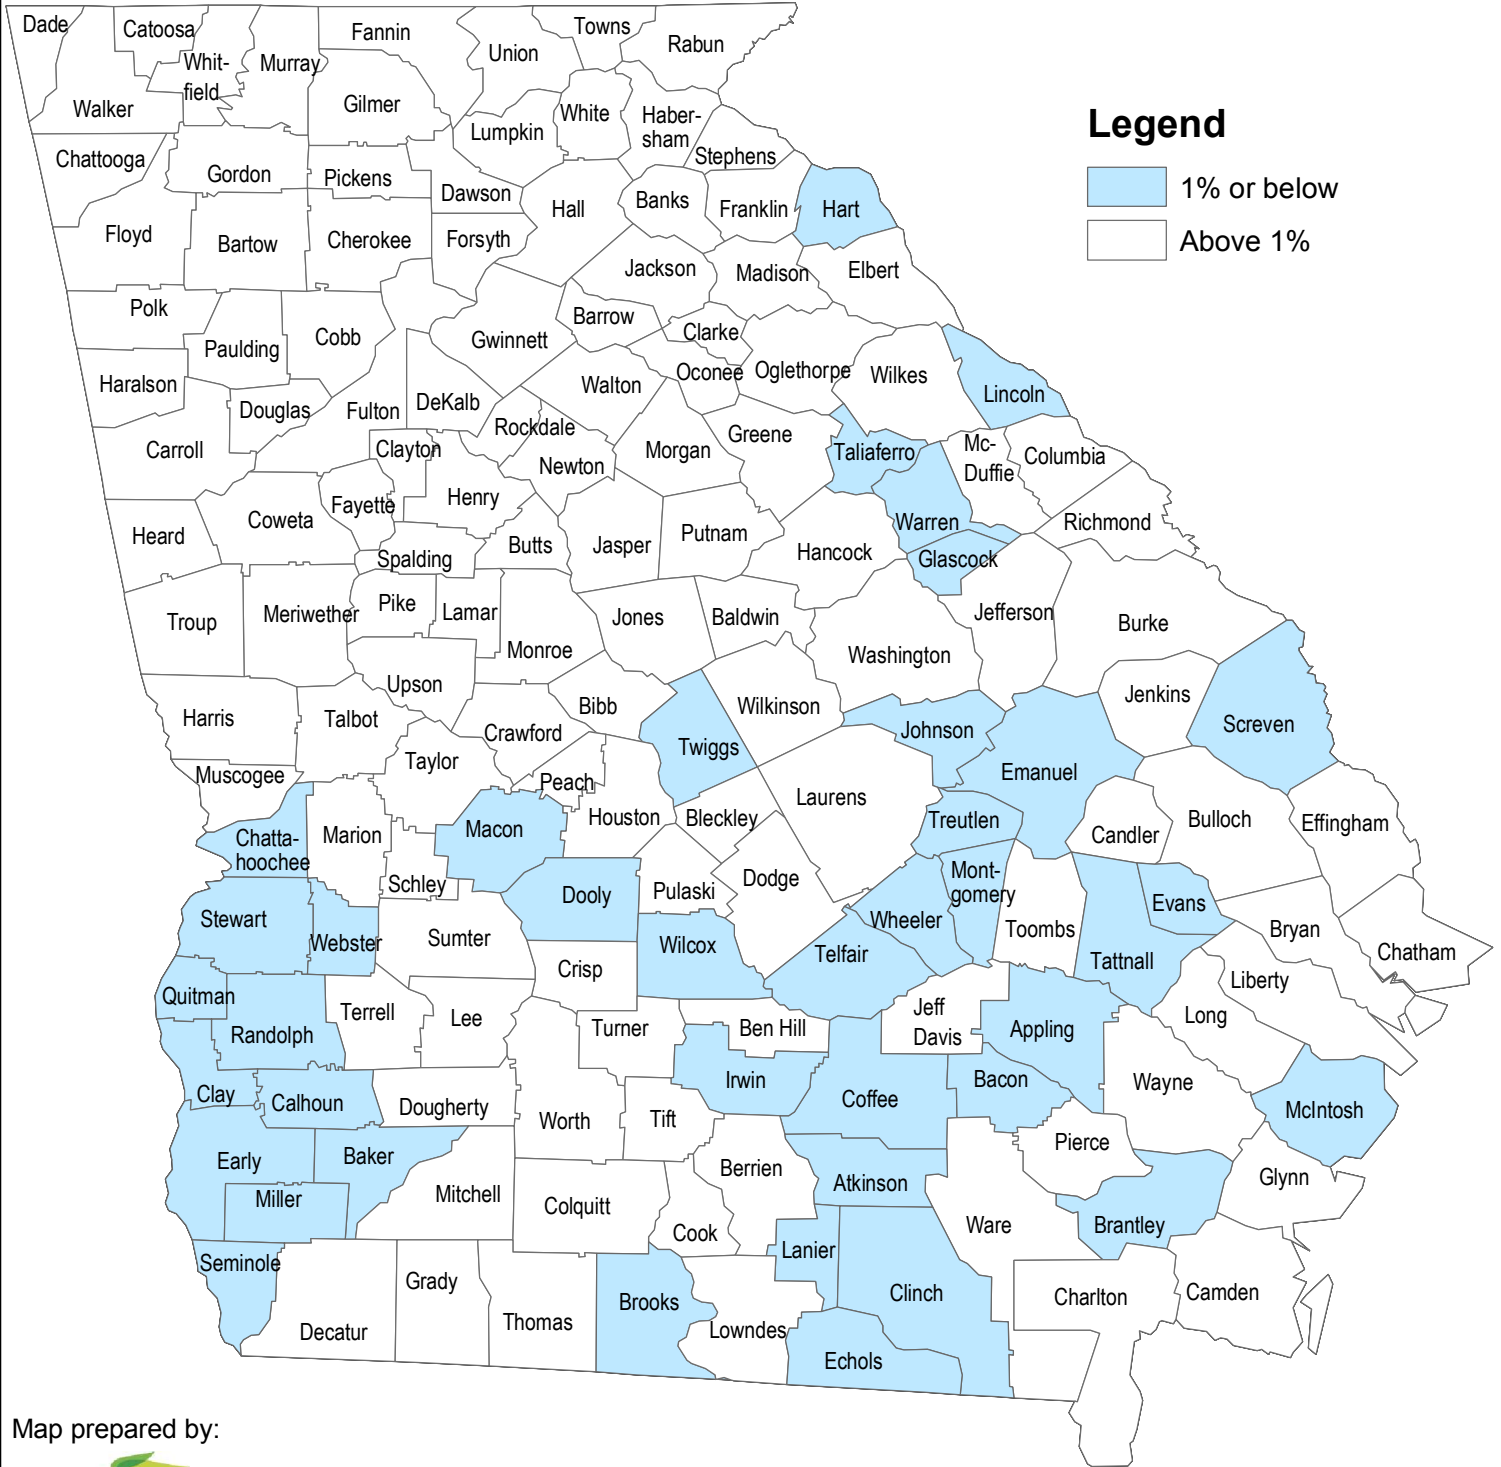 Dade
Catoosa
Whit-
field
Murray
Fannin
Union
Towns
Rabun
Walker
Gilmer
Lumpkin
White
Haber-
sham
Stephens
Legend
1% or below
Above 1%
Chattooga
Gordon
Pickens
Dawson
Hall
Banks
Franklin
Hart
Floyd
Bartow
Cherokee
Forsyth
Jackson
Madison
Elbert
Polk
Paulding
Cobb
Gwinnett
Barrow
Clarke
Oconee
Oglethorpe
Wilkes
Lincoln
Haralson
Douglas
Fulton
DeKalb
Rockdale
Walton
Morgan
Greene
Taliaferro
Mc-
Duffie
Columbia
Carroll
Clayton
Newton
Henry
Fayette
Coweta
Heard
Spalding
Butts
Jasper
Putnam
Hancock
Warren
Glascock
Richmond
Troup
Meriwether
Pike
Lamar
Monroe
Jones
Baldwin
Washington
Jefferson
Burke
Jenkins
Screven
Harris
Talbot
Upson
Crawford
Bibb
Twiggs
Wilkinson
Johnson
Emanuel
Muscogee
Taylor
Peach
Houston
Bleckley
Laurens
Treutlen
Candler
Bulloch
Effingham
Chatta-
hoochee
Marion
Schley
Macon
Dooly
Pulaski
Dodge
Wheeler
Mont-
gomery
Toombs
Tattnall
Evans
Bryan
Chatham
Stewart
Webster
Sumter
Crisp
Wilcox
Telfair
Jeff
Davis
Appling
Long
Liberty
Quitman
Randolph
Terrell
Lee
Turner
Ben Hill
Irwin
Coffee
Bacon
Wayne
McIntosh
Clay
Calhoun
Dougherty
Worth
Tift
Berrien
Atkinson
Pierce
Glynn
Early
Baker
Miller
Mitchell
Colquitt
Cook
Lanier
Clinch
Ware
Brantley
Camden
Charlton
Seminole
Decatur
Grady
Thomas
Brooks
Lowndes
Echols
Map prepared by: